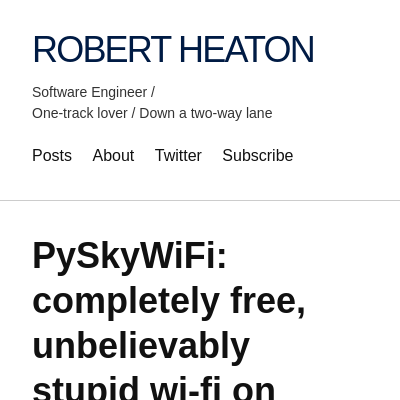 ROBERT HEATON
Software Engineer /
One-track lover / Down a two-way lane
Posts About Twitter Subscribe
PySkyWiFi:
completely free,
unbelievably
stupid wi-fi on